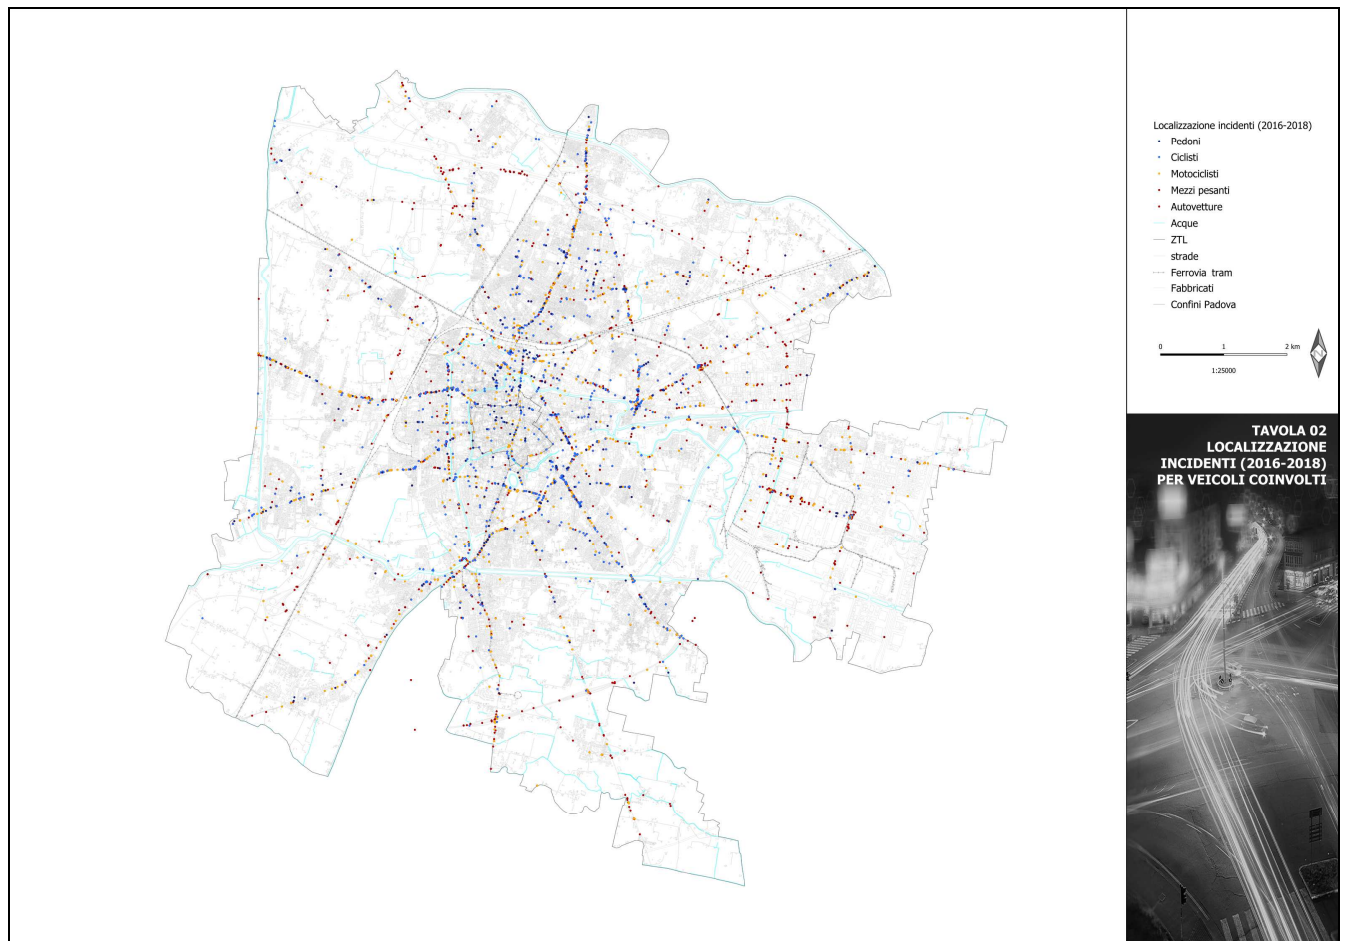 Localizzazione incidenti (2016-2018)
Pedoni
Ciclisti
Motociclisti
Mezzi pesanti
Autovetture
Acque
ZTL
strade
Ferrovia tram
Fabbricati
Confini Padova
0 1 2 km
1:25000
TAVOLA 02
LOCALIZZAZIONE
INCIDENTI (2016-2018)
PER VEICOLI COINVOLTI